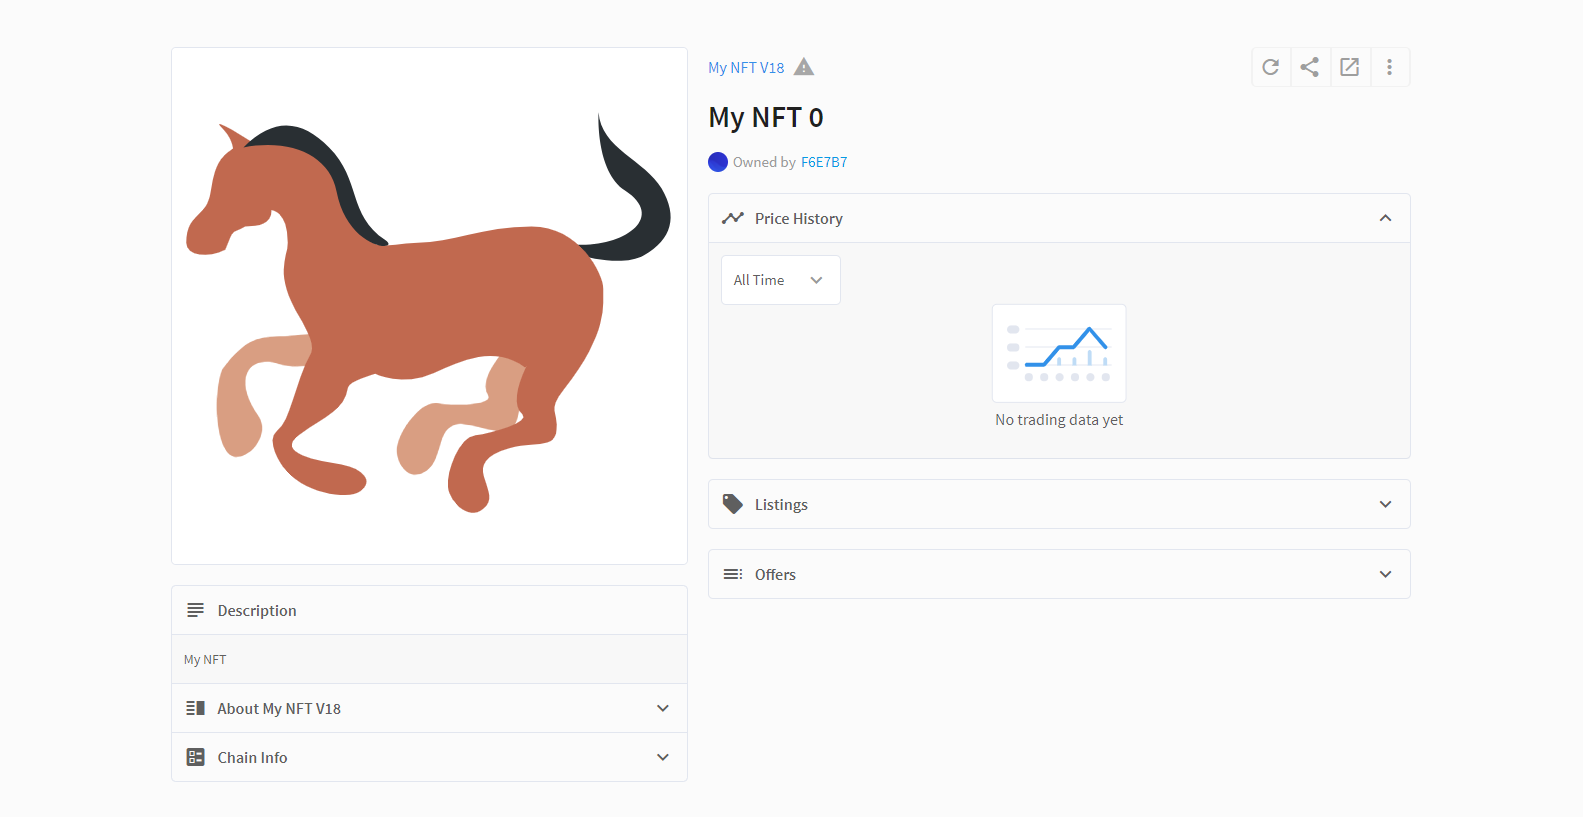 My NFT V18
My NFT 0
Owned by F6E7B7
Price History
All Time
No trading data yet
Listings
Offers
Description
My NFT
About My NFT V18
Chain Info